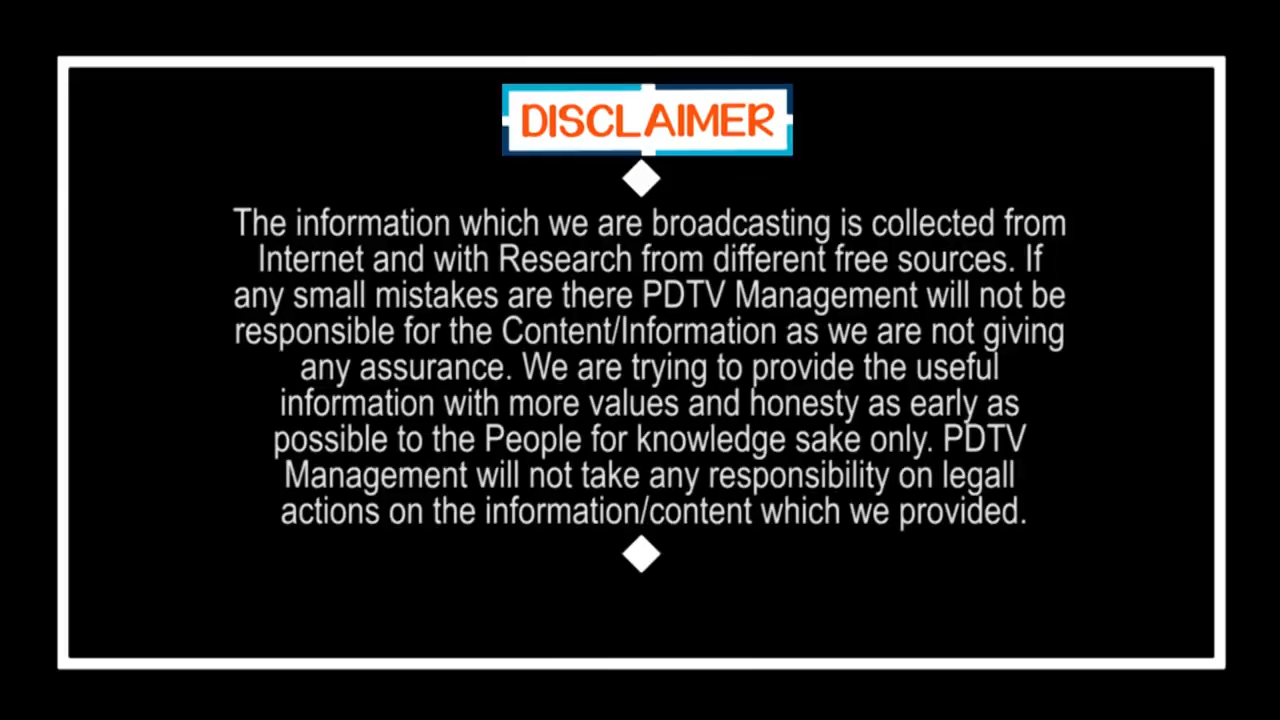 DISCLAIMER
The information which we are broadcasting is collected from
Internet and with Research from different free sources. If
any small mistakes are there PDTV Management will not be
responsible for the Content/Information as we are not giving
any assurance. We are trying to provide the useful
information with more values and honesty as early as
possible to the People for knowledge sake only. PDTV
Management will not take any responsibility on legall
actions on the information/content which we provided.